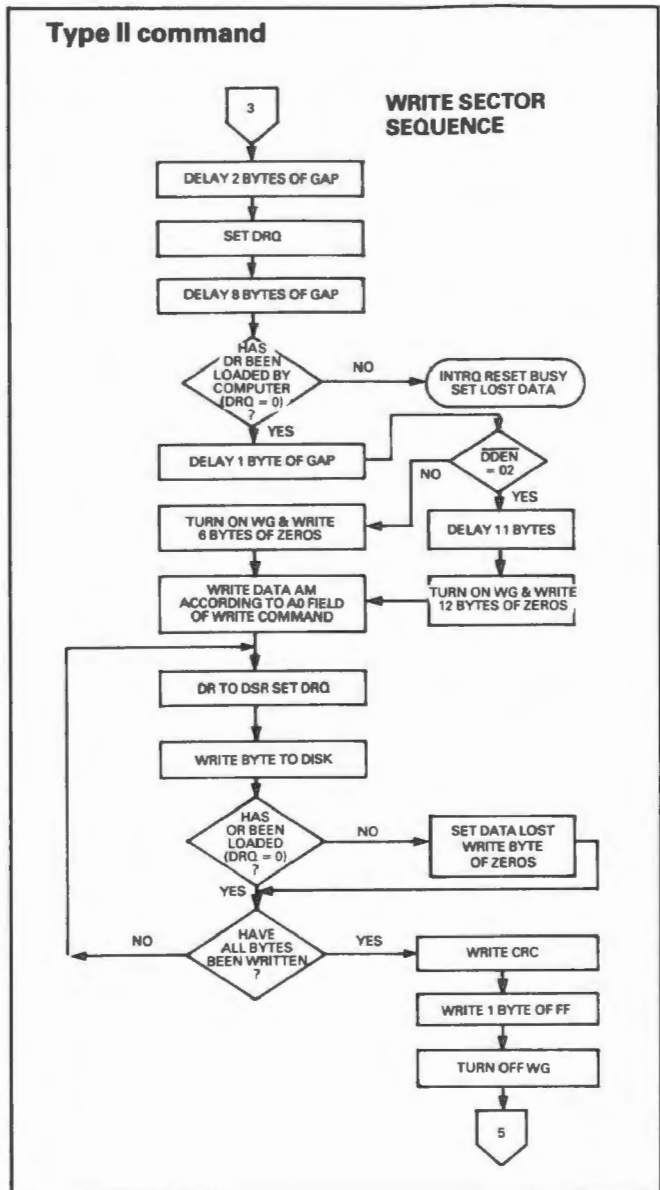 Type II command
3
WRITE SECTOR
SEQUENCE
DELAY 2 BYTES OF GAP
SET DRQ
DELAY 8 BYTES OF GAP
HAS
DR BEEN
LOADED BY
COMPUTER
(DRQ = 0)
?
NO
INTRQ RESET BUSY
SET LOST DATA
YES
DELAY 1 BYTE OF GAP
DDEN
= 02
NO
YES
DELAY 11 BYTES
TURN ON WG & WRITE
6 BYTES OF ZEROS
TURN ON WG & WRITE
12 BYTES OF ZEROS
WRITE DATA AM
ACCORDING TO A0 FIELD
OF WRITE COMMAND
DR TO DSR SET DRQ
WRITE BYTE TO DISK
HAS
OR BEEN
LOADED
(DRQ = 0)
?
NO
SET DATA LOST
WRITE BYTE
OF ZEROS
YES
HAVE
ALL BYTES
BEEN WRITTEN
?
NO
YES
WRITE CRC
WRITE 1 BYTE OF FF
TURN OFF WG
5